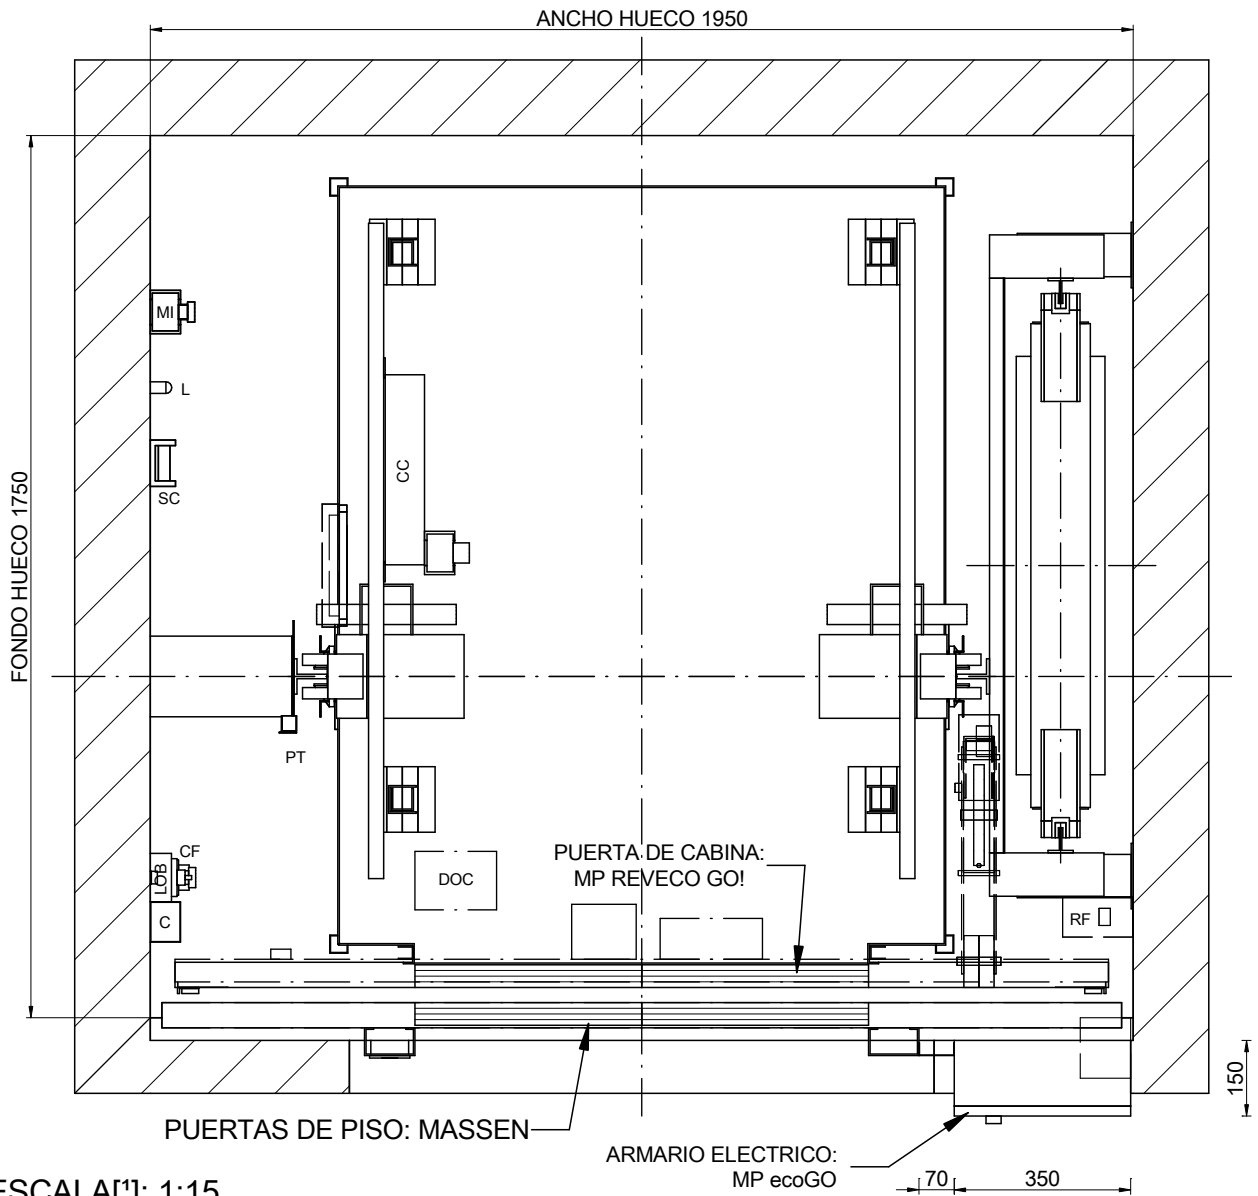 ANCHO HUECO 1950
FONDO HUECO 1750
MI
L
SC
CC
PT
CF
LOB
C
DOC
PUERTA DE CABINA:
MP REVECO GO!
RF
PUERTAS DE PISO: MASSEN
ARMARIO ELECTRICO:
MP ecoGO
150
70
350
ESCALA[¹]: 1:15